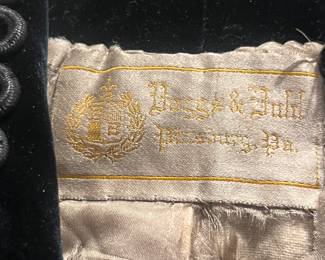 Boggs & Buhl
Pittsburg, Pa.